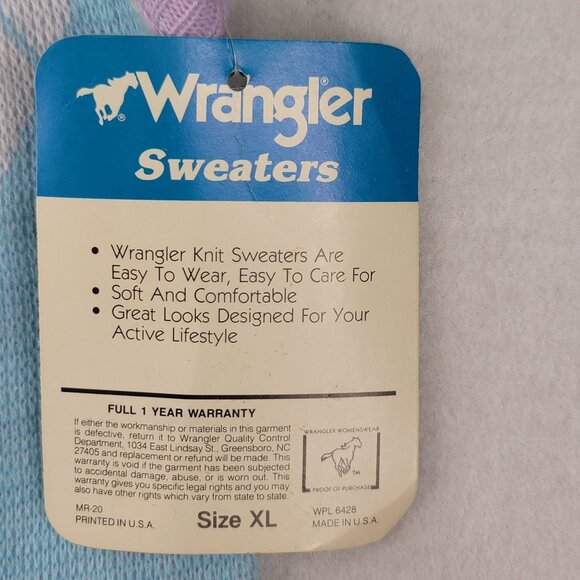 Wrangler®
®
Sweaters
• Wrangler Knit Sweaters Are
Easy To Wear, Easy To Care For
• Soft And Comfortable
• Great Looks Designed For Your
Active Lifestyle
FULL 1 YEAR WARRANTY
If either the workmanship or materials in this garment
is defective, return it to Wrangler Quality Control
Department, 1034 East Lindsay St., Greensboro, NC
27405 and replacement or refund will be made. This
warranty is void if the garment has been subjected
to accidental damage, abuse, or is worn out. This
warranty gives you specific legal rights and you may
also have other rights which vary from state to state.
WRANGLER WOMENSWEAR
TM
PROOF OF PURCHASE
MR-20
PRINTED IN U.S.A.
Size XL
WPL 6428
MADE IN U.S.A.